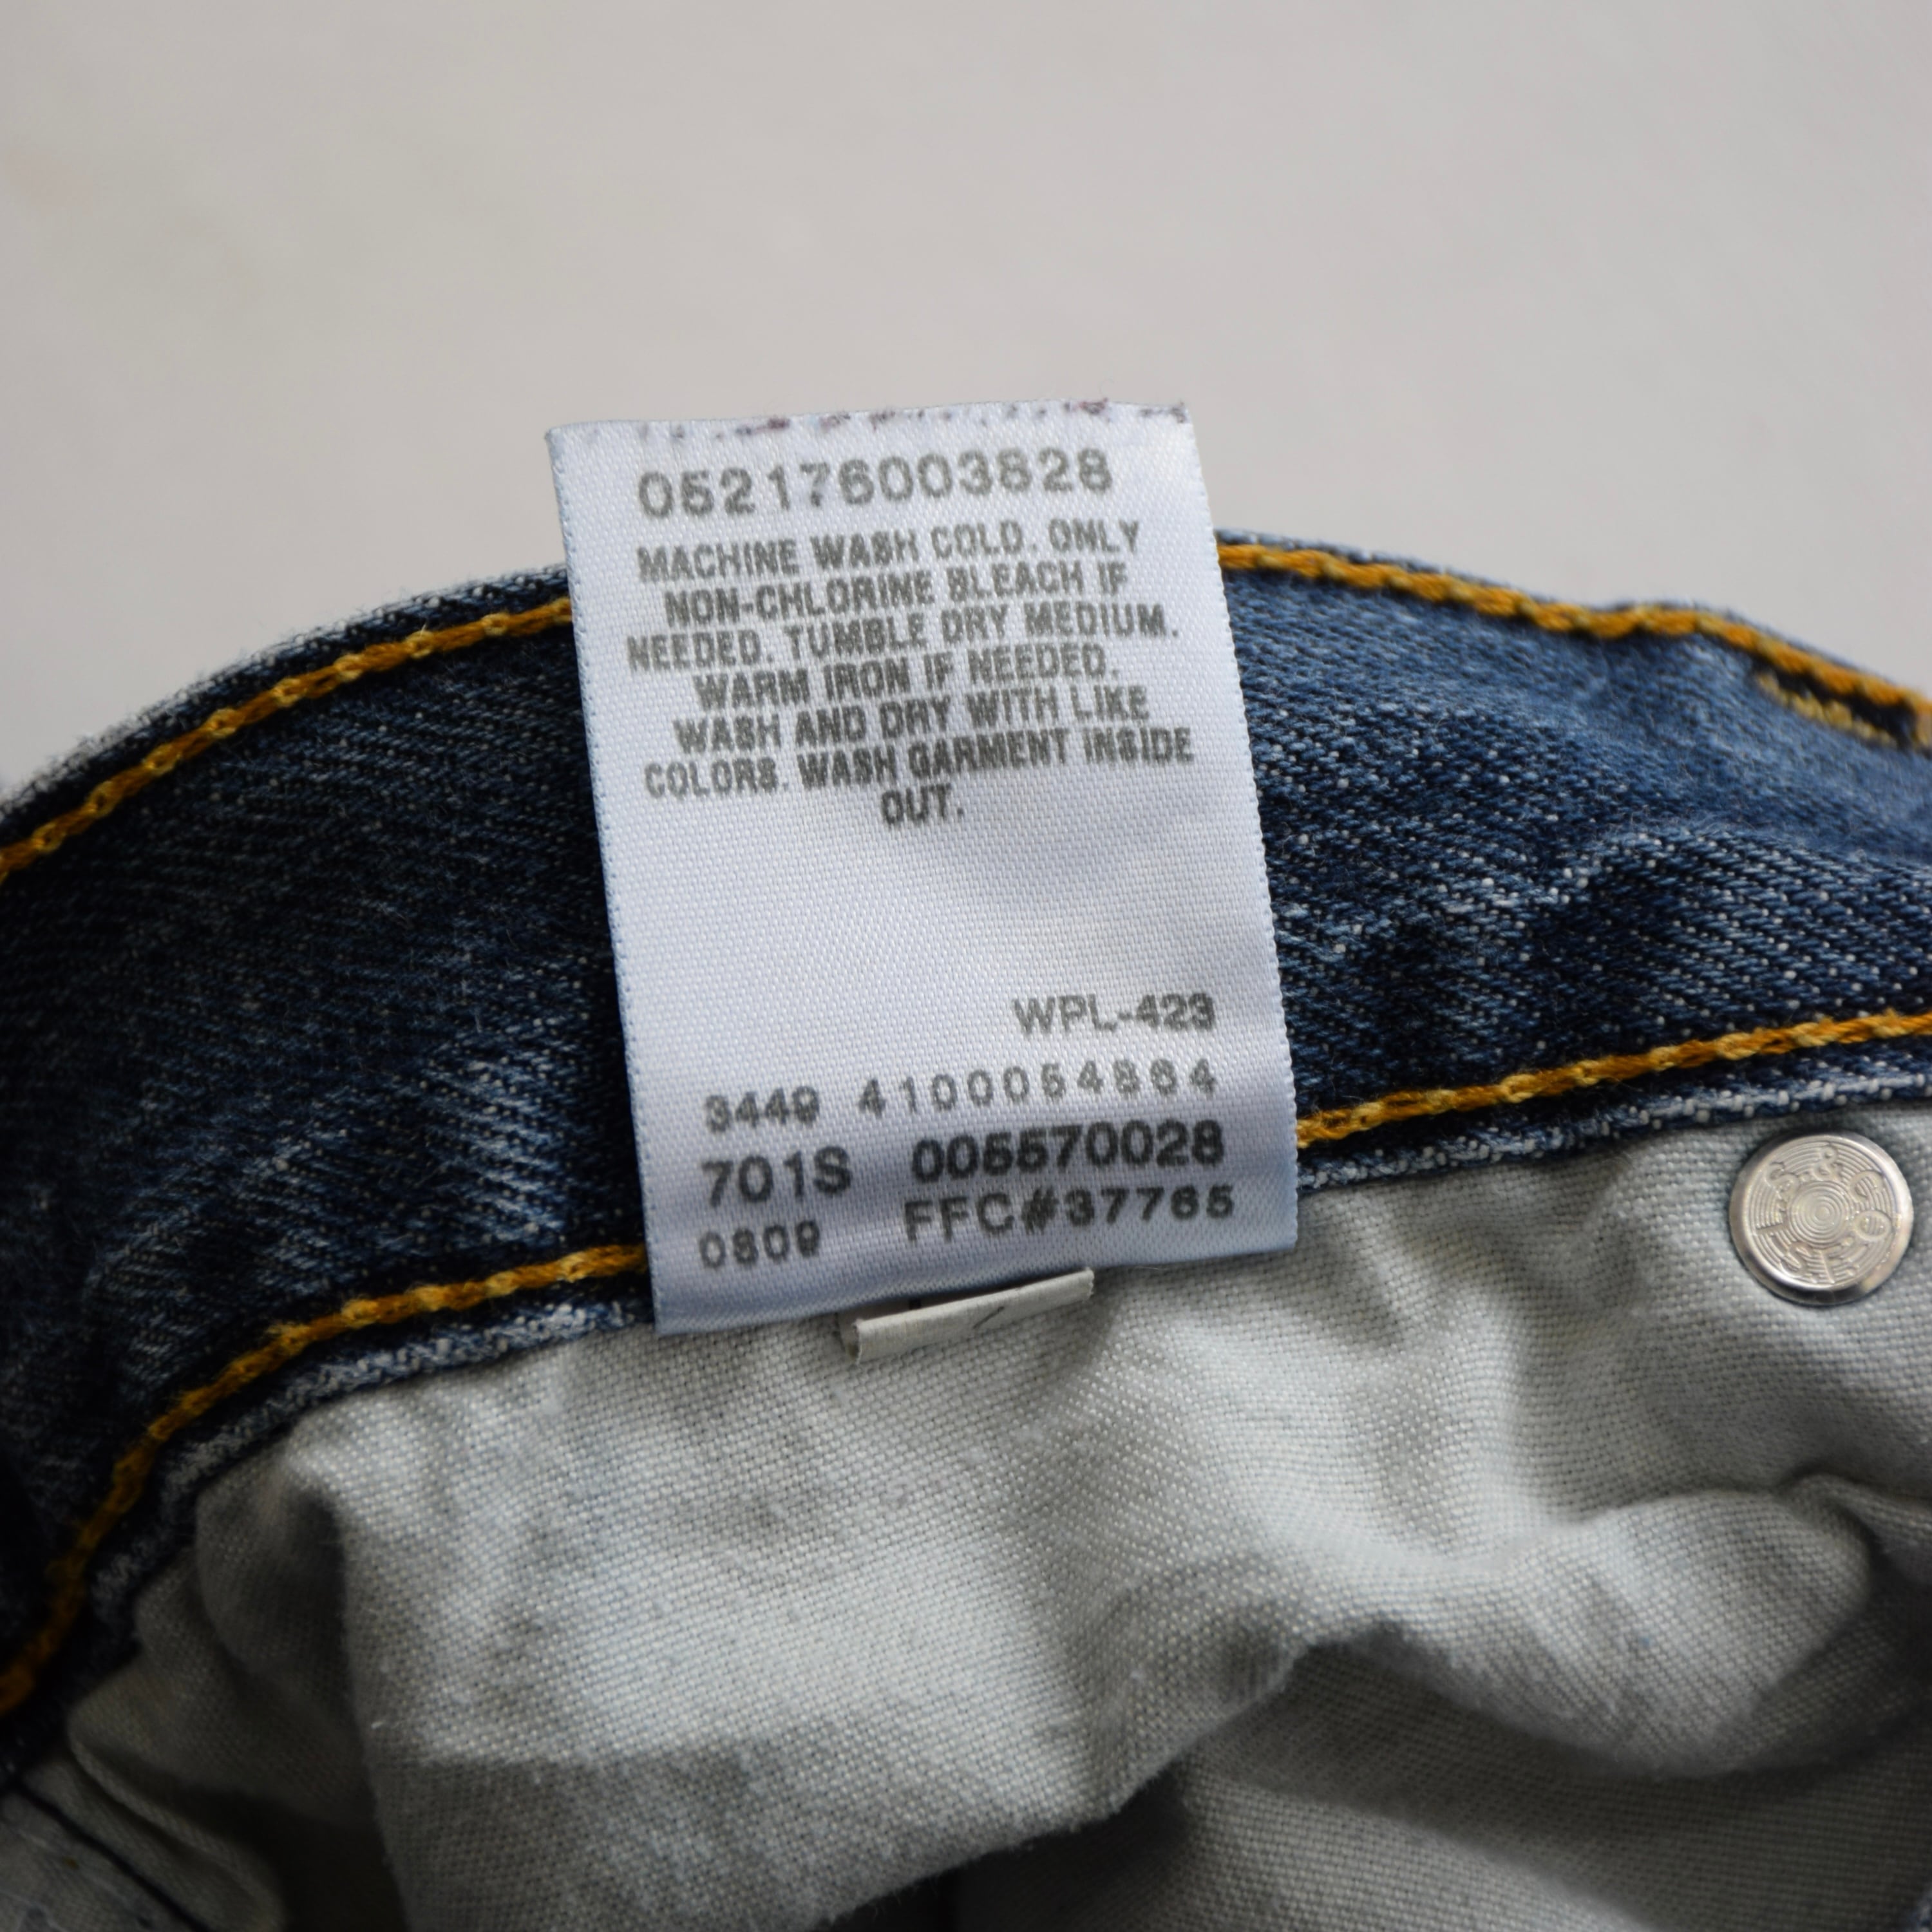 052176003828
MACHINE WASH COLD. ONLY
NON-CHLORINE BLEACH IF
NEEDED. TUMBLE DRY MEDIUM.
WARM IRON IF NEEDED.
WASH AND DRY WITH LIKE
COLORS. WASH GARMENT INSIDE
OUT.
WPL-423
3449 4100054864
701S 005570028
0809 FFC#37765